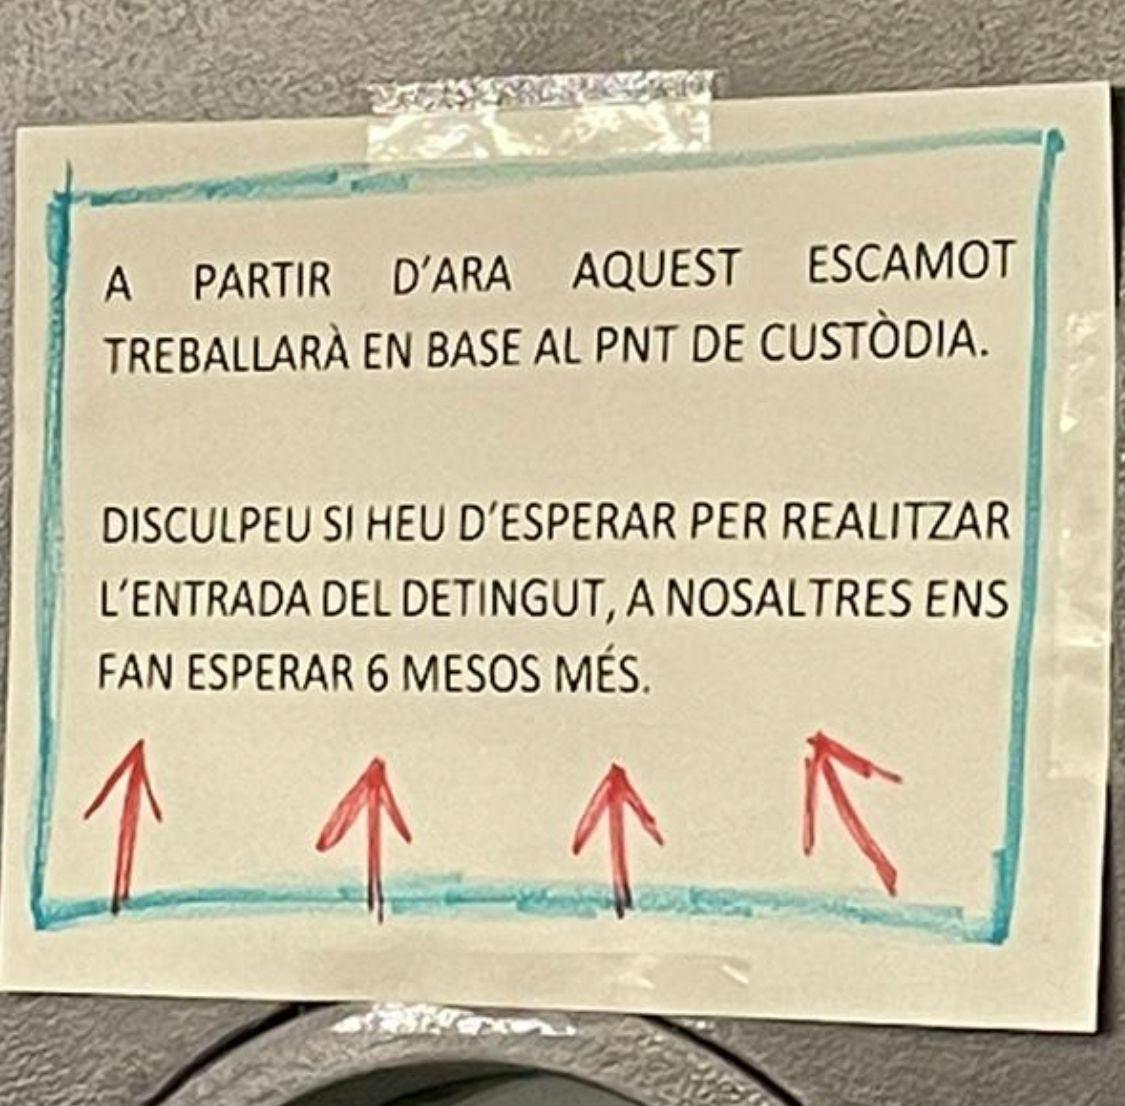 A PARTIR D'ARA AQUEST ESCAMOT
TREBALLARÀ EN BASE AL PNT DE CUSTÒDIA.
DISCULPEU SI HEU D'ESPERAR PER REALITZAR
L'ENTRADA DEL DETINGUT, A NOSALTRES ENS
FAN ESPERAR 6 MESOS MÉS.